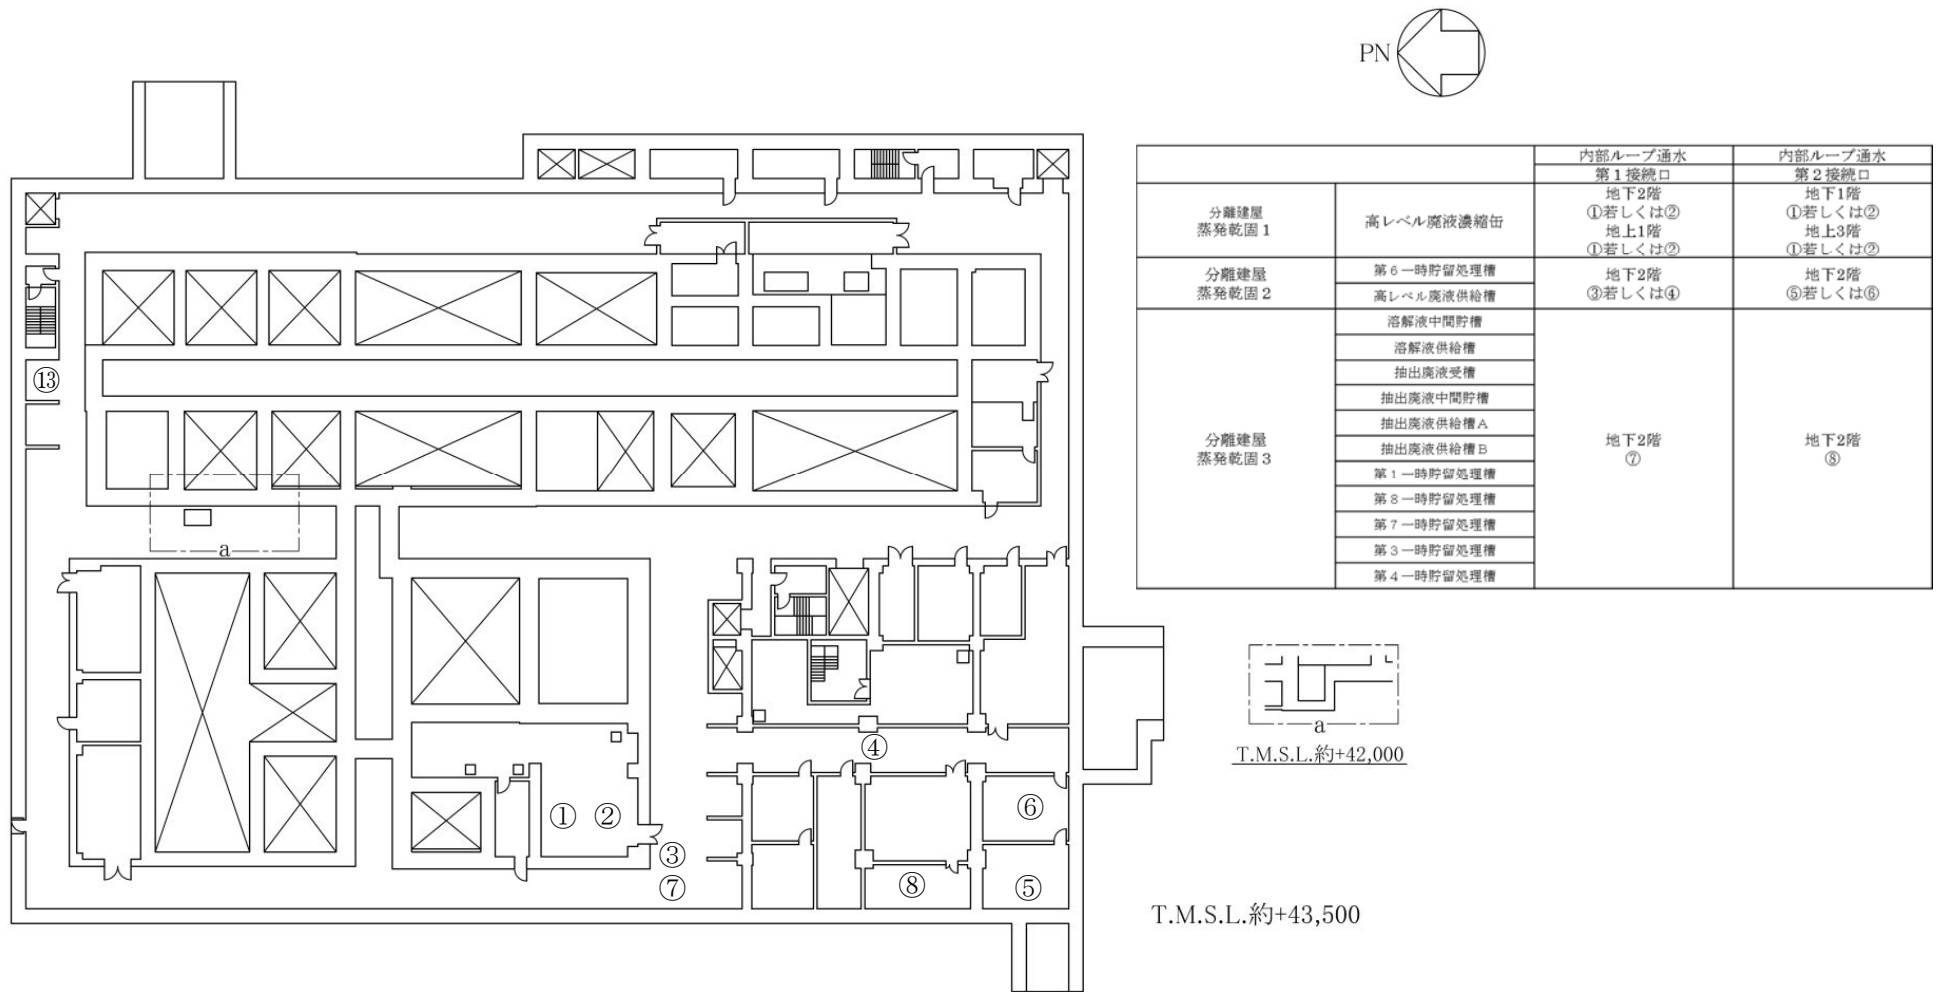 PN
内部ループ通水 内部ループ通水
第1接続口 第2接続口
分離建屋
蒸発乾固1
高レベル廃液濃縮缶
地下2階
①若しくは②
地上1階
①若しくは②
地下1階
①若しくは②
地上3階
①若しくは②
分離建屋
蒸発乾固2
第6一時貯留処理槽
高レベル廃液供給槽
地下2階
③若しくは④
地下2階
⑤若しくは⑥
分離建屋
蒸発乾固3
溶解液中間貯槽
溶解液供給槽
抽出廃液受槽
抽出廃液中間貯槽
抽出廃液供給槽A
抽出廃液供給槽B
第1一時貯留処理槽
第8一時貯留処理槽
第7一時貯留処理槽
第3一時貯留処理槽
第4一時貯留処理槽
地下2階
⑦
地下2階
⑧
⑬
a
④
①
②
⑥
③
⑦
⑧
⑤
a
T.M.S.L.約+42,000
T.M.S.L.約+43,500